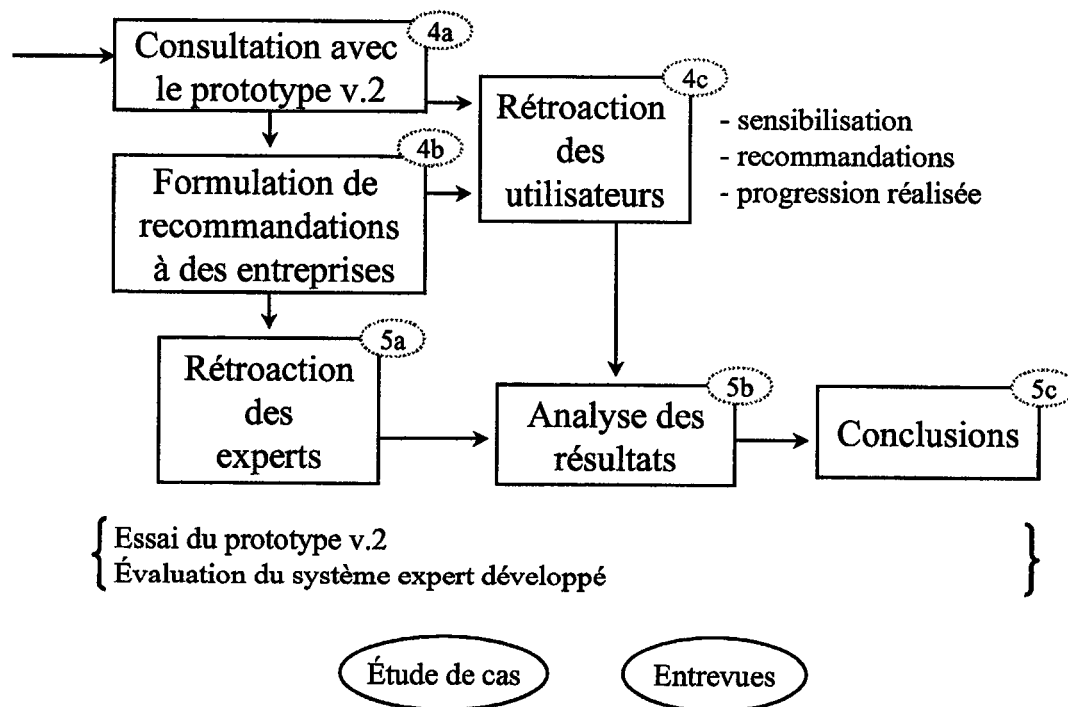 4a
Consultation avec
le prototype v.2
4b
Formulation de
recommandations
à des entreprises
4c
Rétroaction
des
utilisateurs
- sensibilisation
- recommandations
- progression réalisée
5a
Rétroaction
des
experts
5b
Analyse des
résultats
5c
Conclusions
{ Essai du prototype v.2 }
Évaluation du système expert développé
Étude de cas
Entrevues